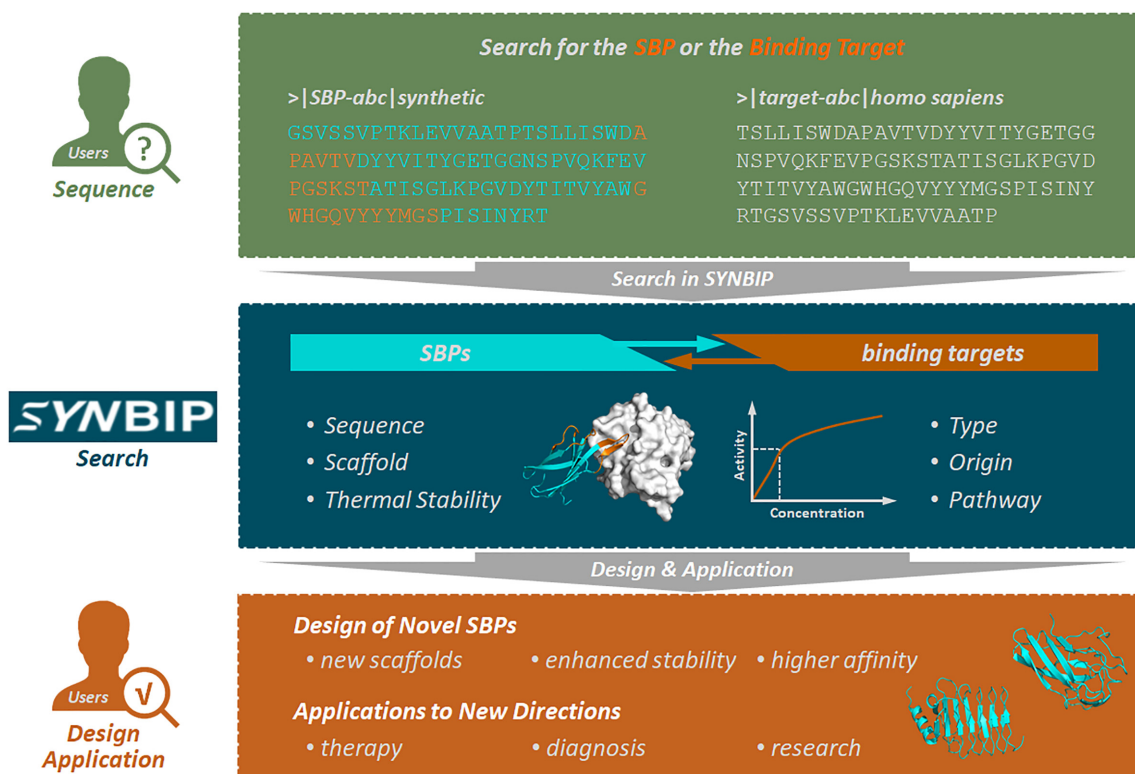 Search for the SBP or the Binding Target
>|SBP-abc|synthetic
GSVSSVPTKLEVVAATPTSLLISWDA
PAVTVDYYVITYGETGGNSPVQKFEV
PGSKSTATISGLKPGVDYTITVYAWG
WHGQVYYYMGSPISINYRT
>|target-abc|homo sapiens
TSLLISWDAPAVTVDYYVITYGETGG
NSPVQKFEVPGSKSTATISGLKPGVD
YTITVYAWGWHGQVYYYMGSPISINY
RTGSVSSVPTKLEVVAATP
Users
?
Sequence
Search in SYNBIP
SYNBIP
Search
SBPs
binding targets
• Sequence
• Scaffold
• Thermal Stability
Activity
Concentration
• Type
• Origin
• Pathway
Design & Application
Users
√
Design
Application
Design of Novel SBPs
• new scaffolds
• enhanced stability
• higher affinity
Applications to New Directions
• therapy
• diagnosis
• research